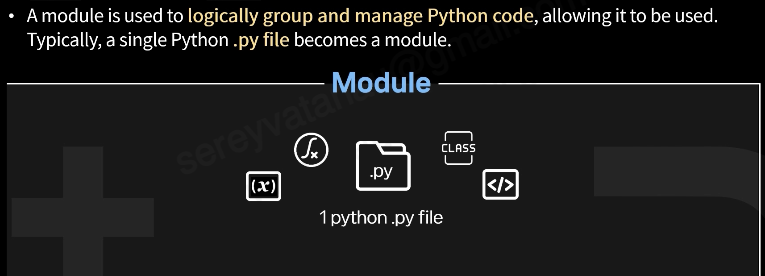 • A module is used to logically group and manage Python code, allowing it to be used.
Typically, a single Python .py file becomes a module.
Module
fx
CLASS
(x)
.py
</>
1 python .py file